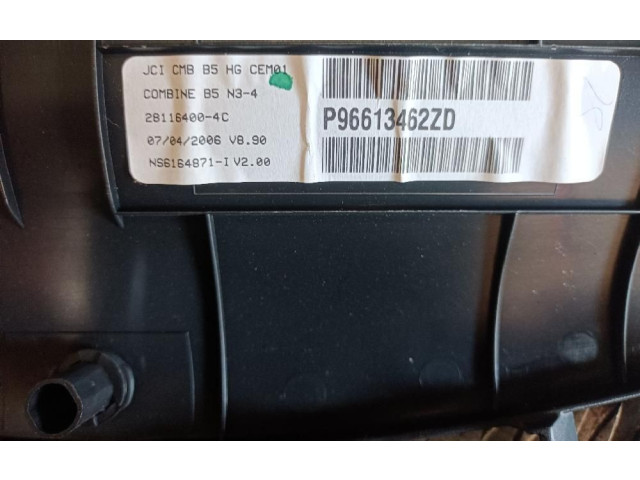 JCI CMB B5 HG CEM01
COMBINE B5 N3-4
28116400-4C
07/04/2006 V8.90
NS6164871-I V2.00
P96613462ZD